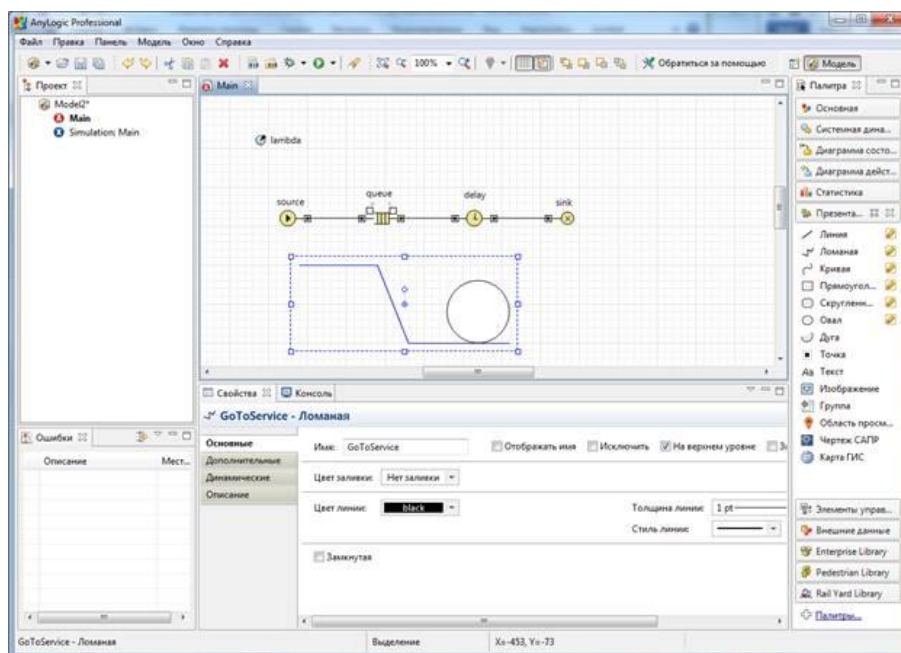 AnyLogic Professional
Файл Правка Панель Модель Окно Справка
100% Обратиться за помощью Модель
Проект
Model2*
Main
Simulation: Main
Main
lambda
source queue delay sink
Палитра
Основная
Системная дина...
Диаграмма состо...
Диаграмма дейст...
Статистика
Презента...
Линия
Ломаная
Кривая
Прямоугол...
Скругленн...
Овал
Дуга
Точка
Aa Текст
Изображение
Группа
Область просм...
Чертеж САПР
Карта ГИС
Элементы управ...
Внешние данные
Enterprise Library
Pedestrian Library
Rail Yard Library
Палитры...
Ошибки
Описание Мест...
Свойства Консоль
GoToService - Ломаная
Основные
Дополнительные
Динамические
Описание
Имя: GoToService Отображать имя Исключить На верхнем уровне
Цвет заливки: Нет заливки
Цвет линии: black Толщина линии: 1 pt
Стиль линии:
Замкнутая
GoToService - Ломаная Выделение X=-453, Y=-73